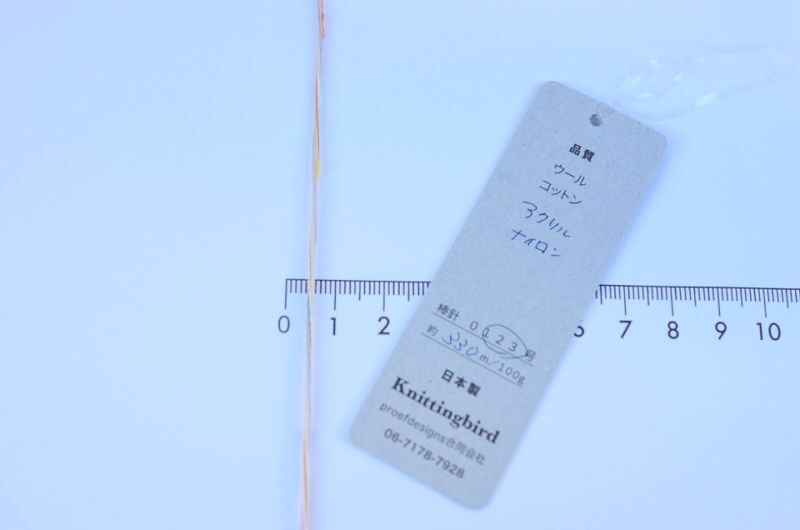 品質
ウール
コットン
アクリル
ナイロン
棒針 0 1 2 3 号
約 330 m/100g
日本製
Knittingbird
proefdesigns合同会社
06-7178-7928
0 1 2 6 7 8 9 10